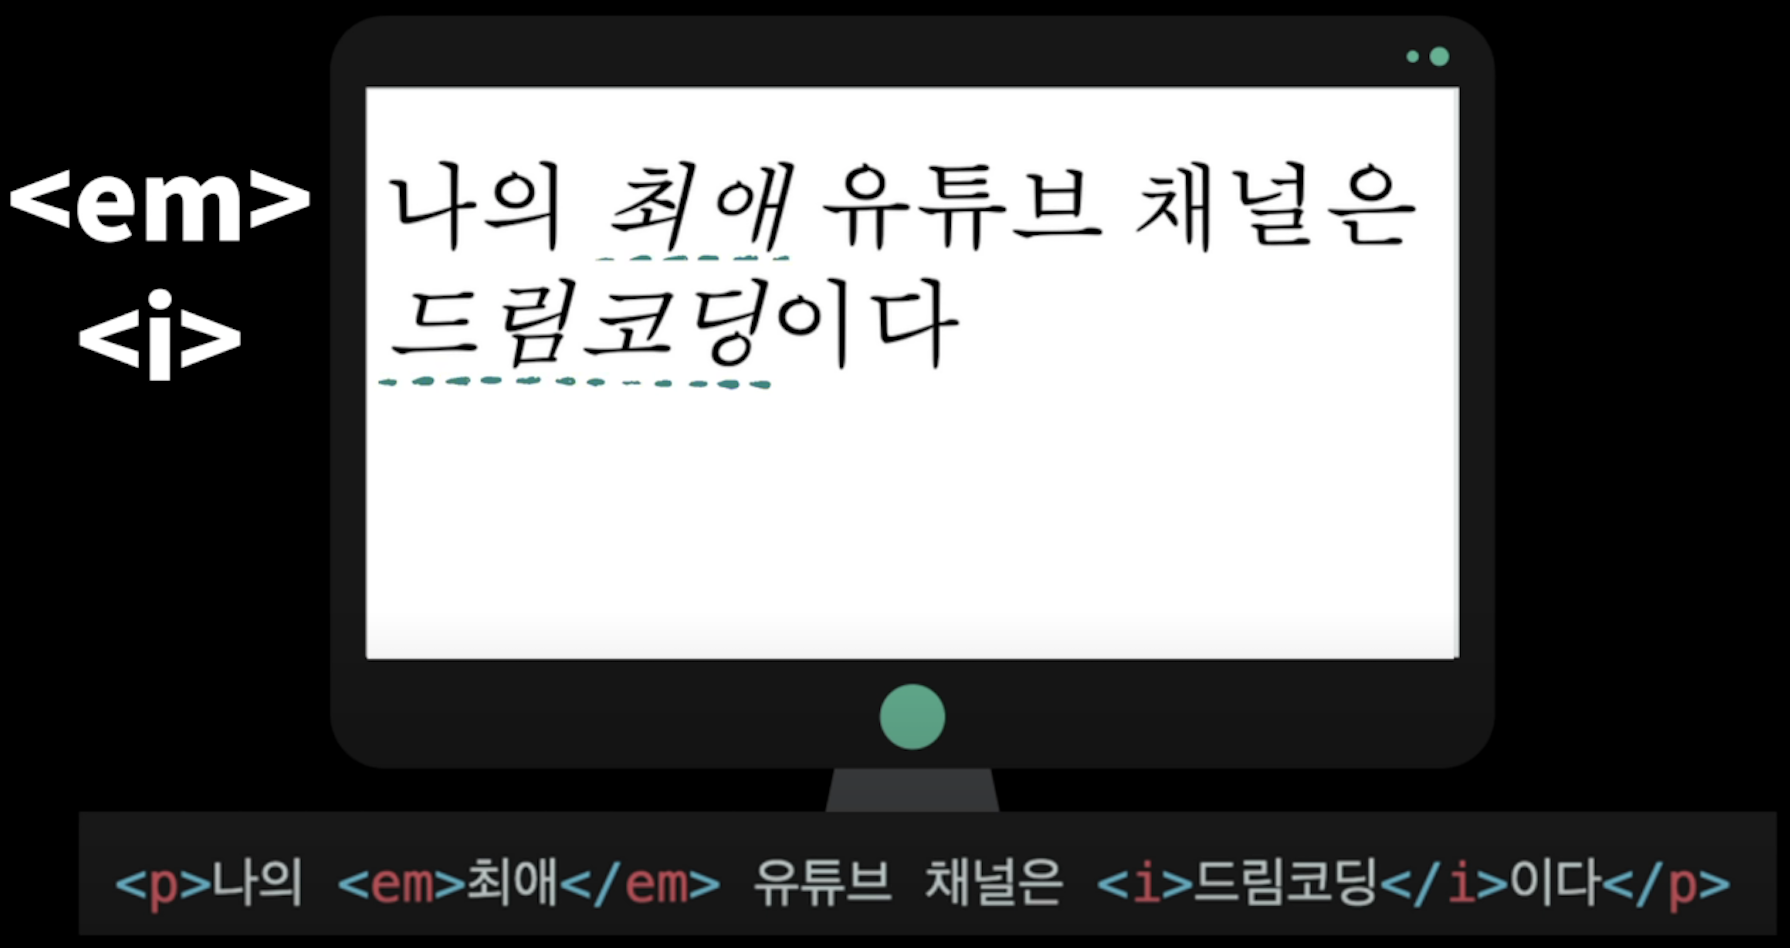 <em>
<i>
나의 최애 유튜브 채널은
드림코딩이다
<p>나의 <em>최애</em> 유튜브 채널은 <i>드림코딩</i>이다</p>